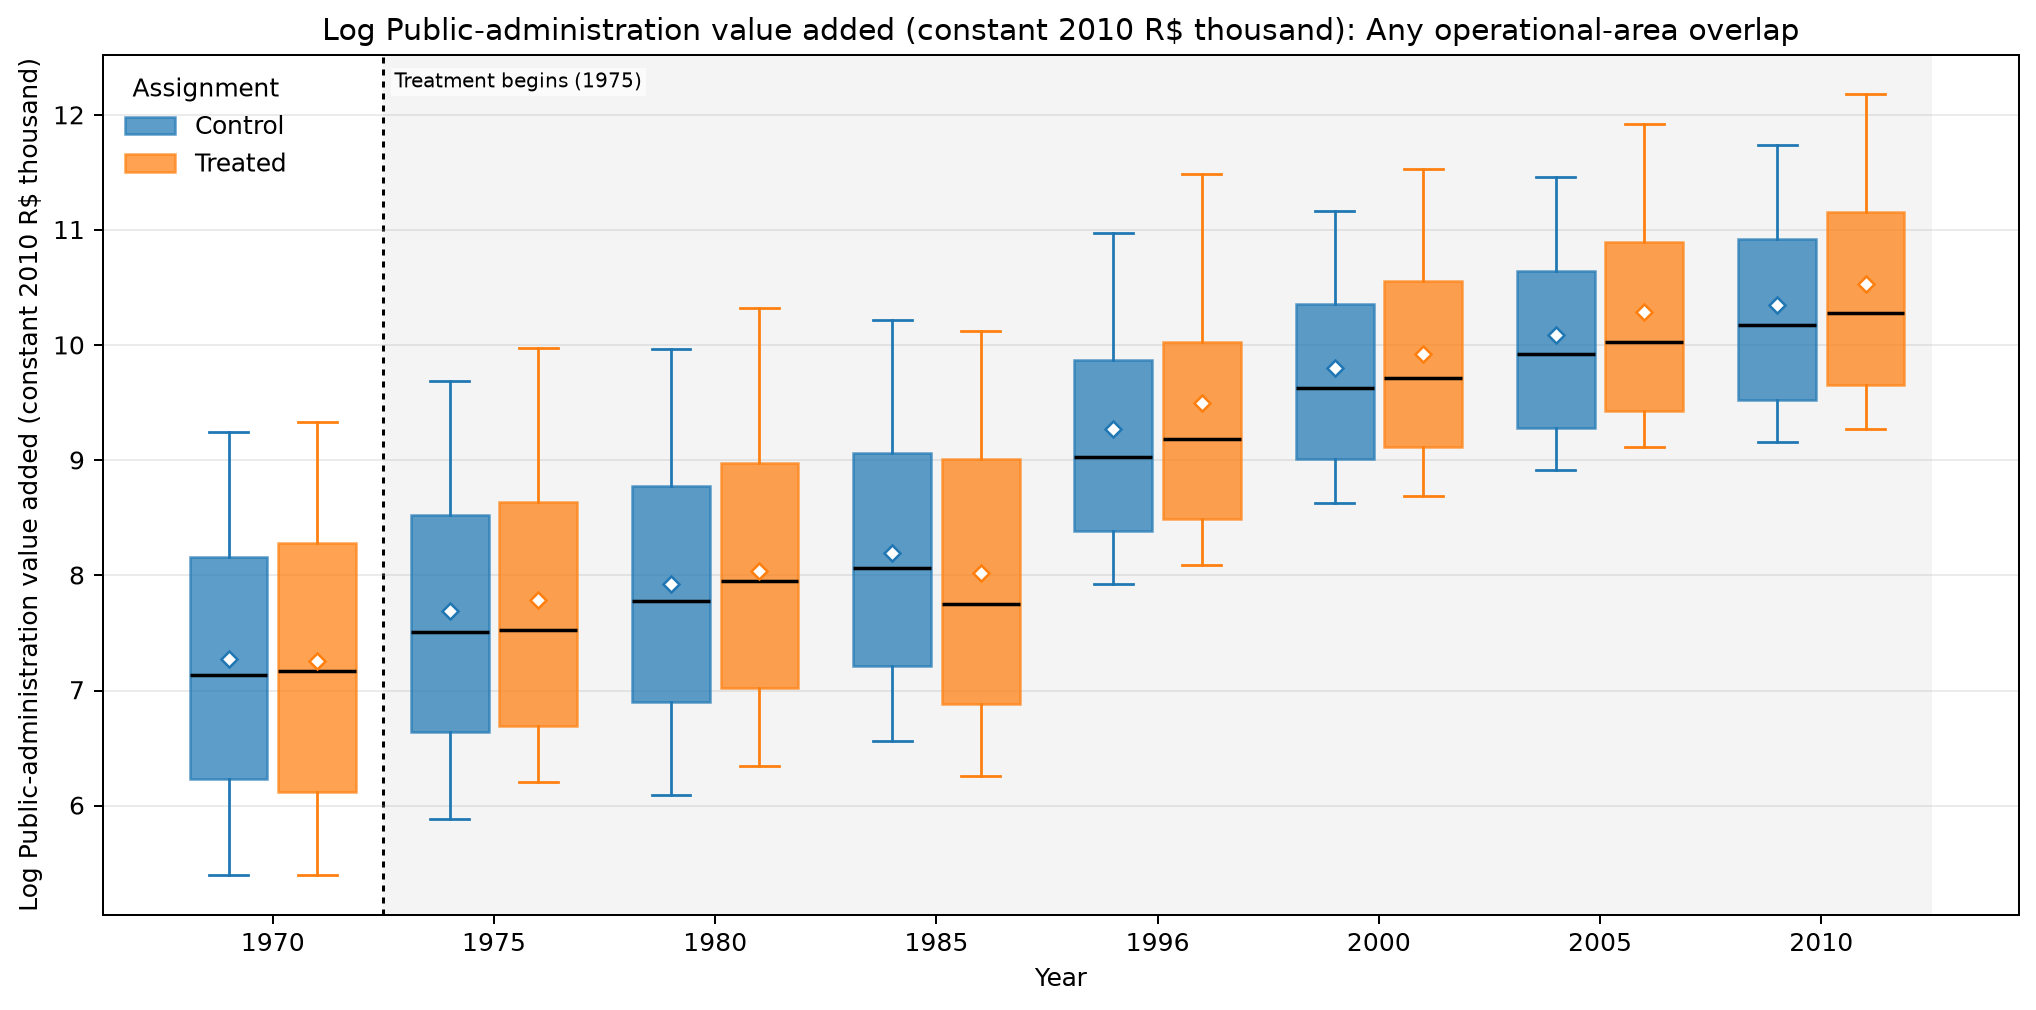 Log Public-administration value added (constant 2010 R$ thousand): Any operational-area overlap
Log Public-administration value added (constant 2010 R$ thousand)
Assignment
Control
Treated
Treatment begins (1975)
12
11
10
9
8
7
6
1970 1975 1980 1985 1996 2000 2005 2010
Year